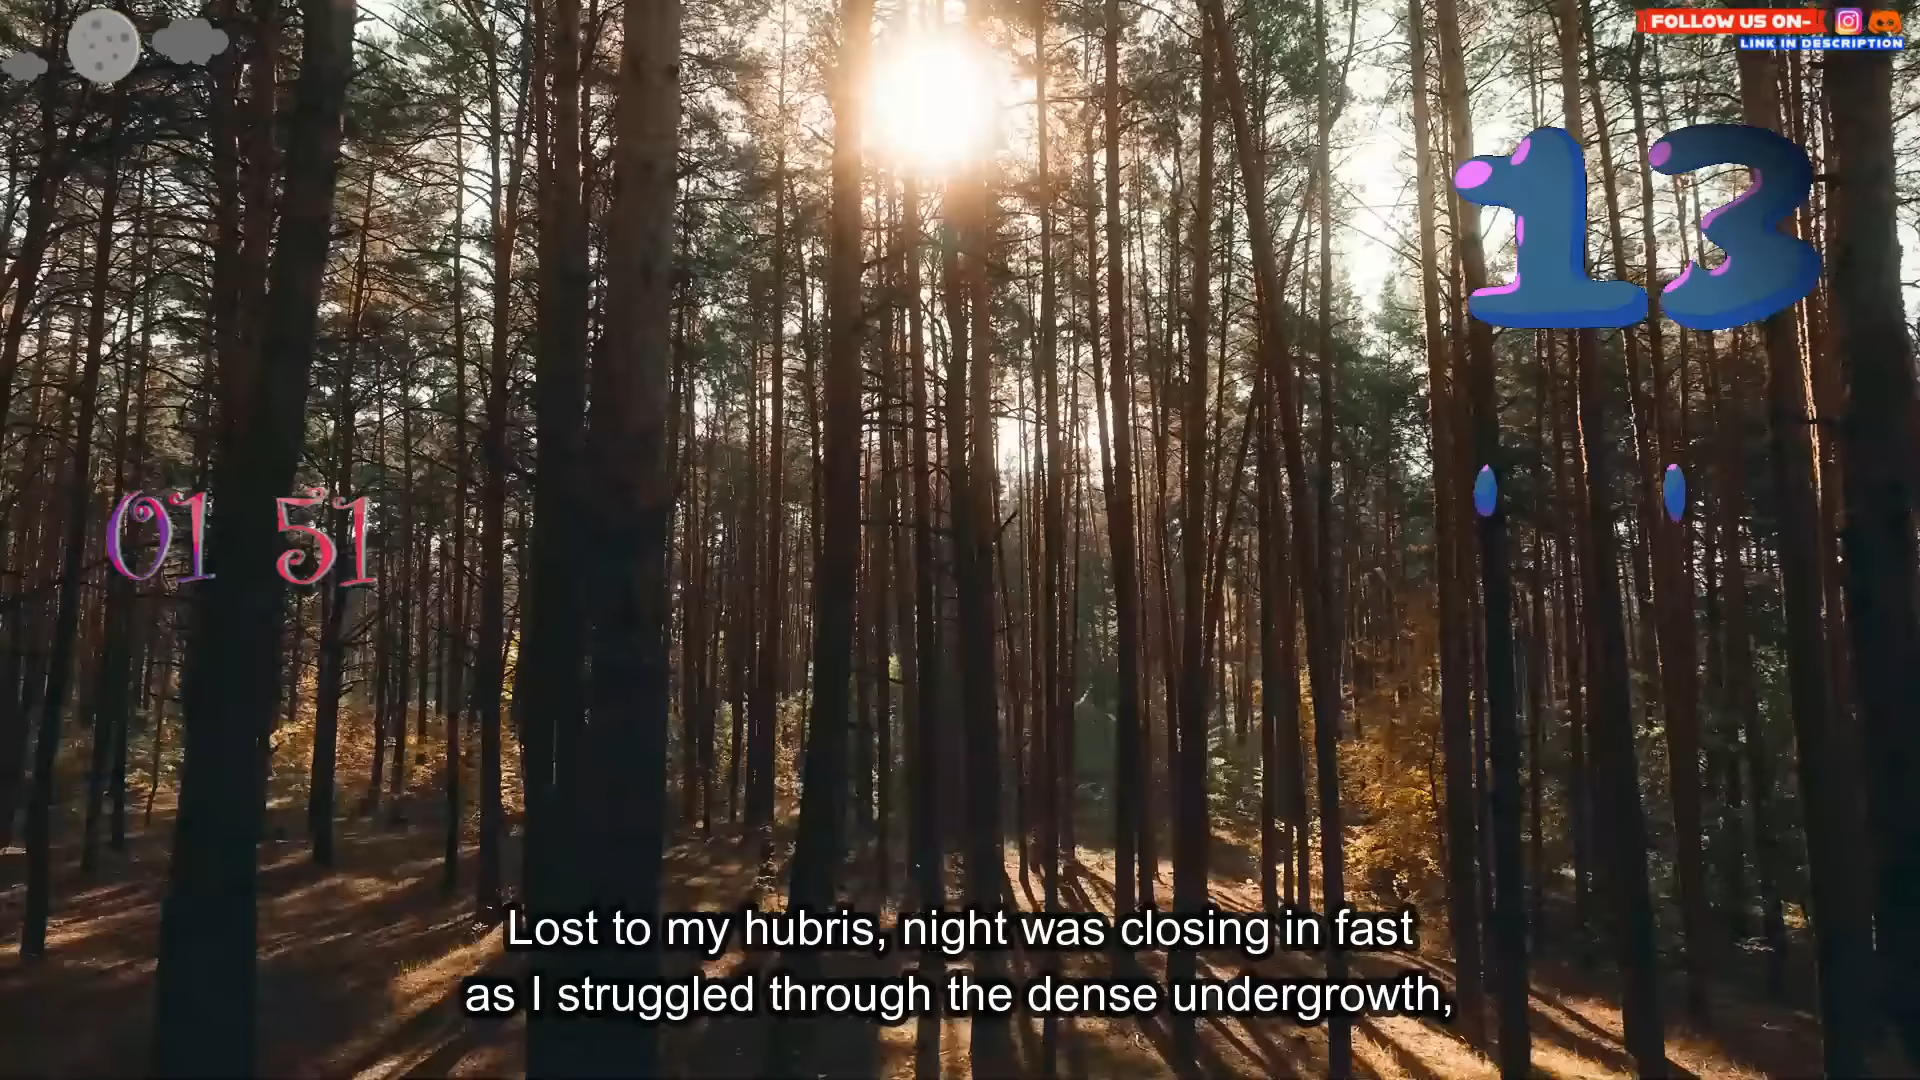 FOLLOW US ON-
LINK IN DESCRIPTION
13
01 51
Lost to my hubris, night was closing in fast
as I struggled through the dense undergrowth,